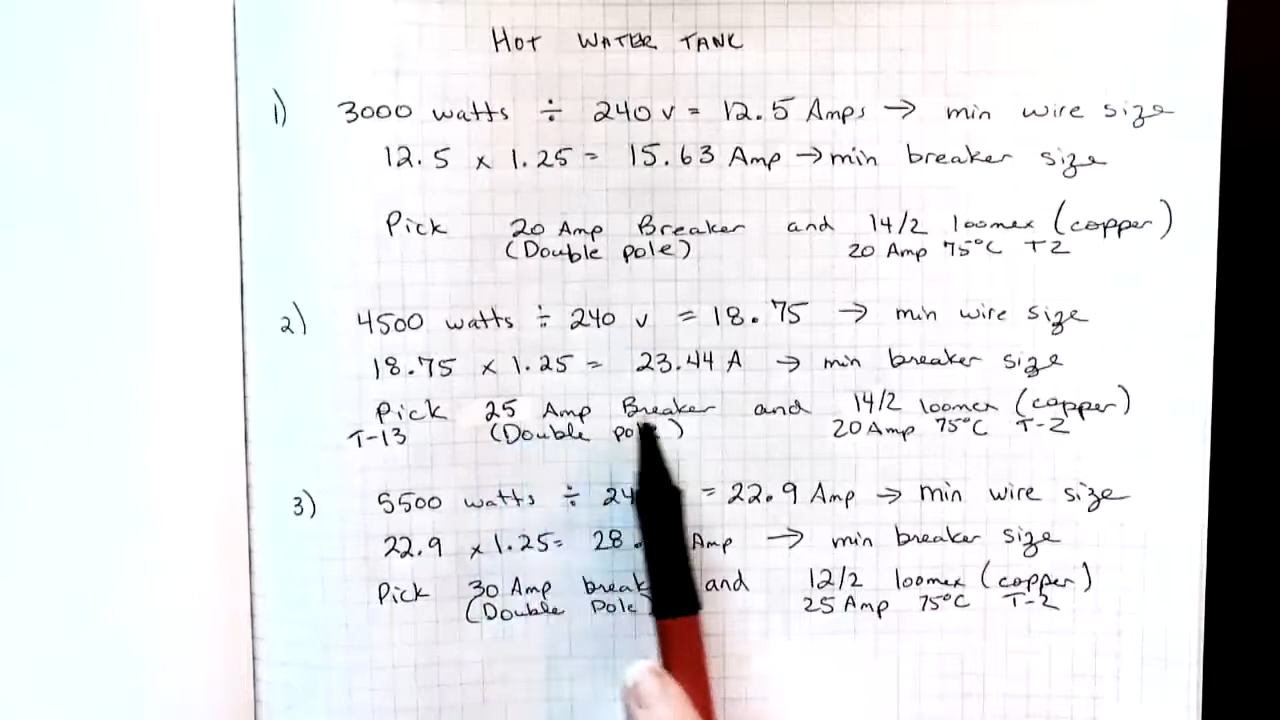 HOT WATER TANK
1) 3000 watts ÷ 240 v = 12.5 Amps → min wire size
12.5 x 1.25 = 15.63 Amp → min breaker size
Pick 20 Amp Breaker and 14/2 loomex (copper)
(Double pole) 20 Amp 75°C T2
2) 4500 watts ÷ 240 v = 18.75 → min wire size
18.75 x 1.25 = 23.44 A → min breaker size
Pick 25 Amp Breaker and 14/2 loomex (copper)
T-13 (Double po 20 Amp 75°C T-2
3) 5500 watts ÷ 24 = 22.9 Amp → min wire size
22.9 x 1.25 = 28. Amp → min breaker size
Pick 30 Amp break and 12/2 loomex (copper)
(Double Pole 25 Amp 75°C T-2